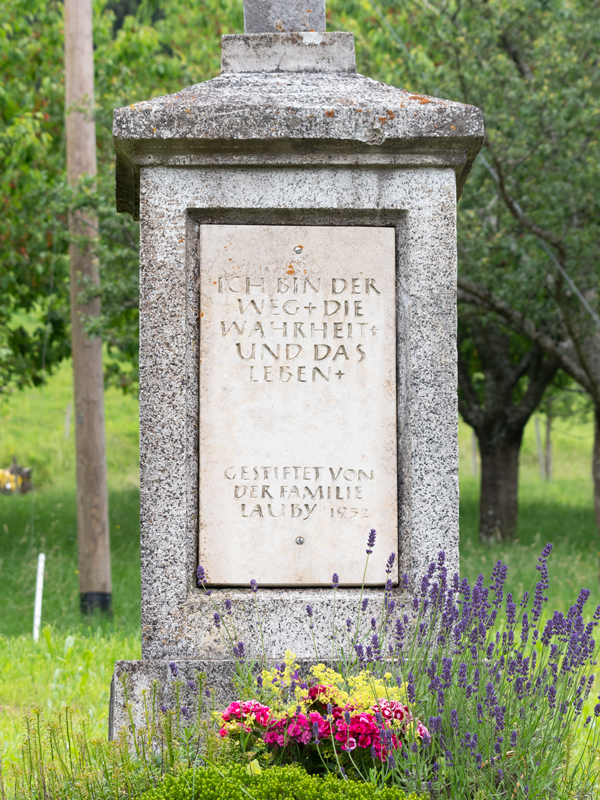 ICH BIN DER
WEG+DIE
WAHRHEIT+
UND DAS
LEBEN+
GESTIFTET VON
DER FAMILIE
LAUBY 1952